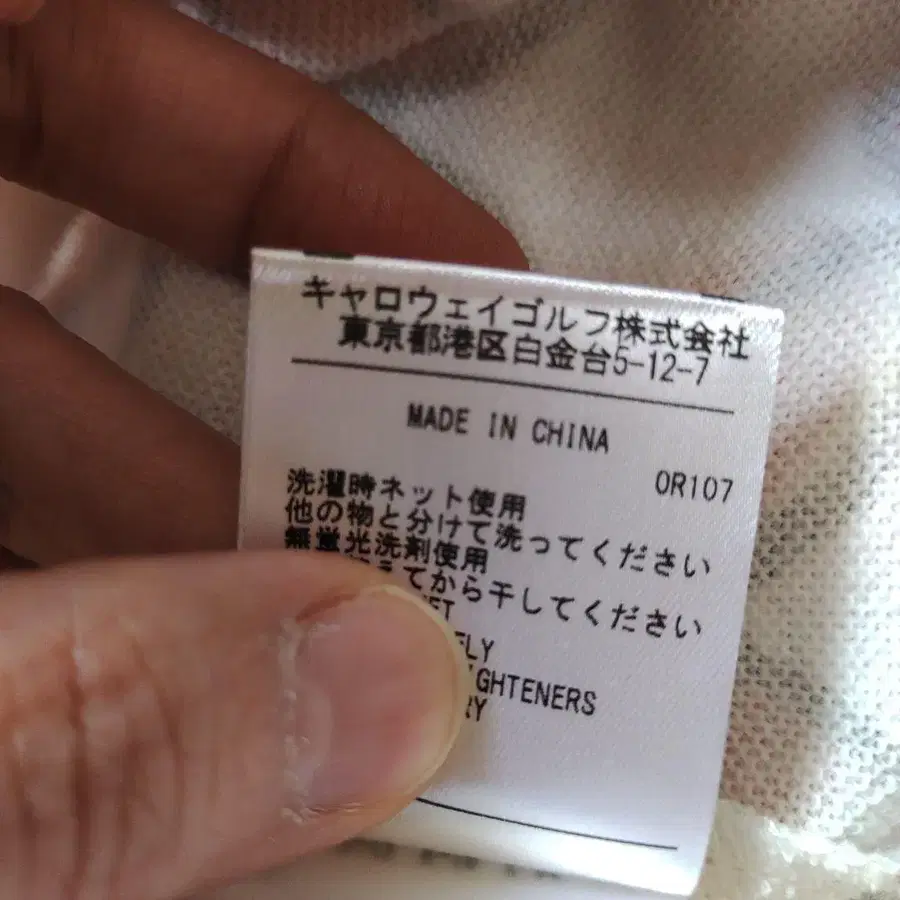 キャロウェイゴルフ株式会社
東京都港区白金台5-12-7
MADE IN CHINA
OR107
洗濯時ネット使用
他の物と分けて洗ってください
無蛍光洗剤使用
えてから干してください
ET
FLY
GHTENERS
RY